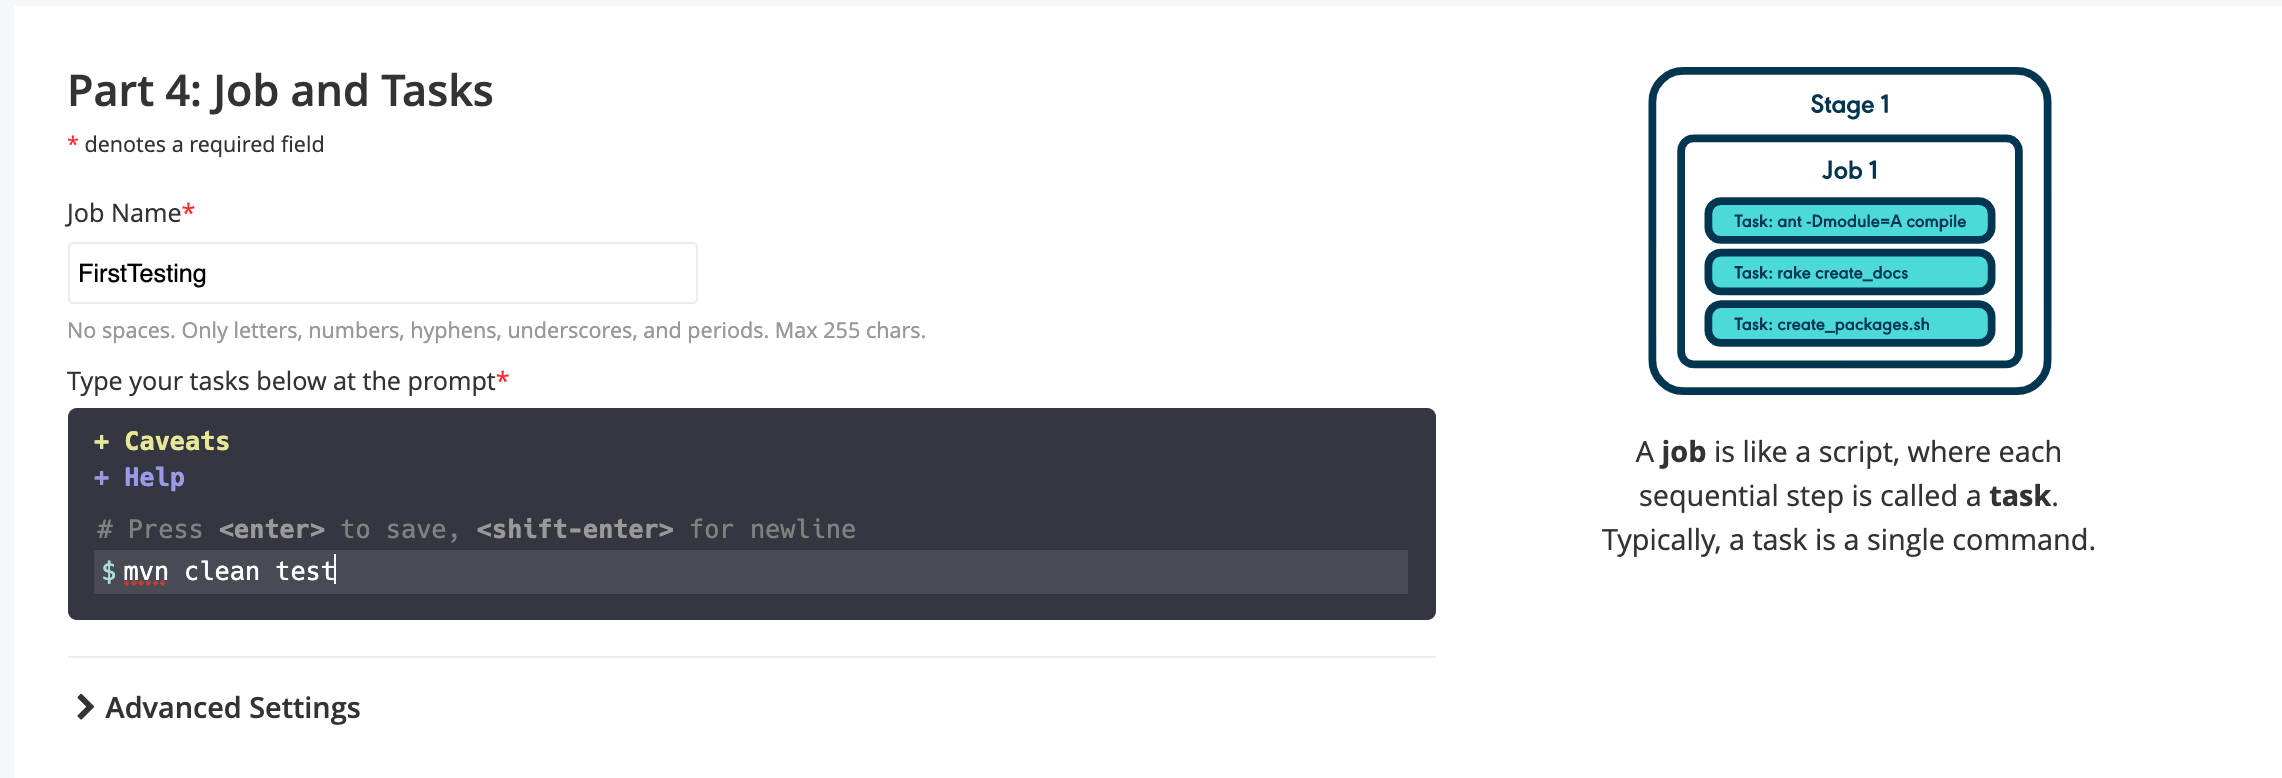 Part 4: Job and Tasks
* denotes a required field
Job Name*
FirstTesting
No spaces. Only letters, numbers, hyphens, underscores, and periods. Max 255 chars.
Type your tasks below at the prompt*
+ Caveats
+ Help
# Press <enter> to save, <shift-enter> for newline
$ mvn clean test
Advanced Settings
Stage 1
Job 1
Task: ant -Dmodule=A compile
Task: rake create_docs
Task: create_packages.sh
A job is like a script, where each
sequential step is called a task.
Typically, a task is a single command.